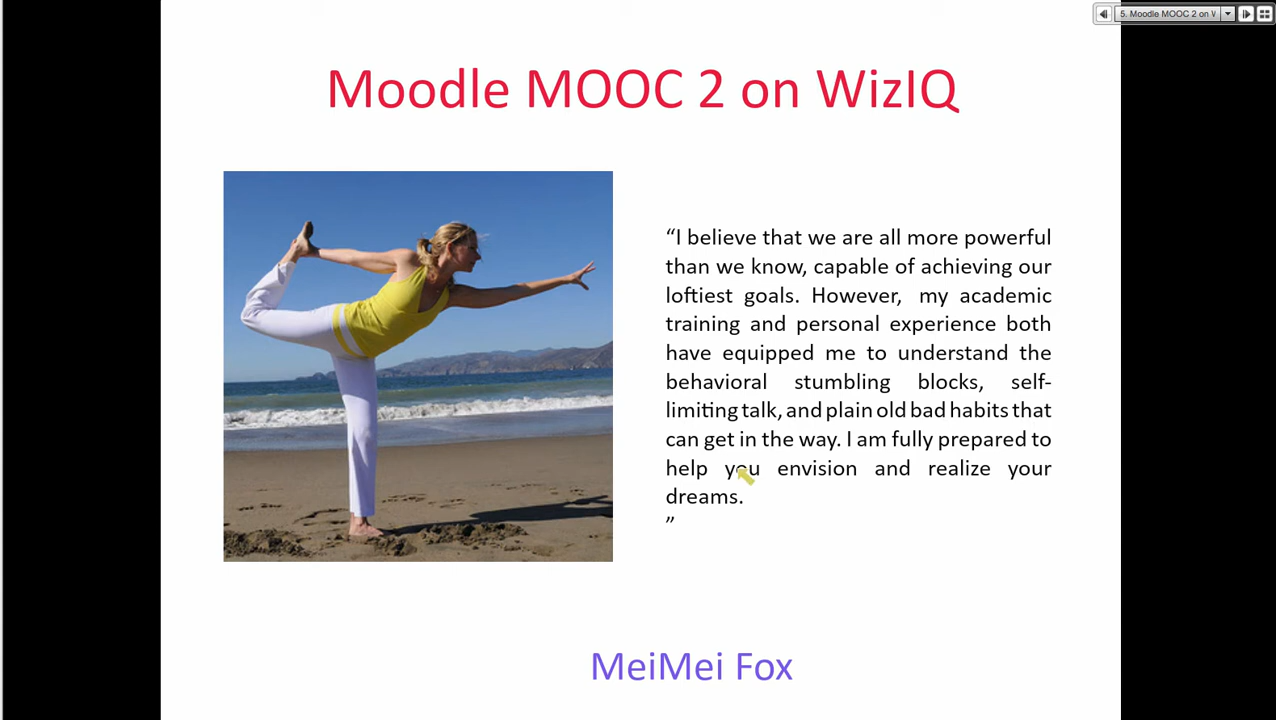 5. Moodle MOOC 2 on V
Moodle MOOC 2 on WizIQ
“I believe that we are all more powerful
than we know, capable of achieving our
loftiest goals. However, my academic
training and personal experience both
have equipped me to understand the
behavioral stumbling blocks, self-
limiting talk, and plain old bad habits that
can get in the way. I am fully prepared to
help you envision and realize your
dreams.
”
MeiMei Fox